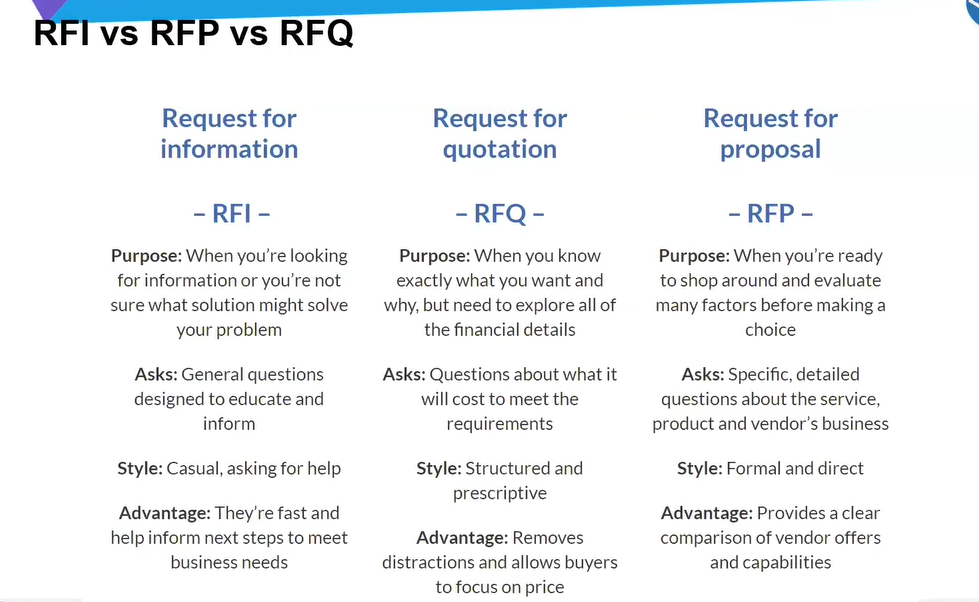 RFI vs RFP vs RFQ
Request for
information
– RFI –
Purpose: When you’re looking
for information or you’re not
sure what solution might solve
your problem
Asks: General questions
designed to educate and
inform
Style: Casual, asking for help
Advantage: They’re fast and
help inform next steps to meet
business needs
Request for
quotation
– RFQ –
Purpose: When you know
exactly what you want and
why, but need to explore all of
the financial details
Asks: Questions about what it
will cost to meet the
requirements
Style: Structured and
prescriptive
Advantage: Removes
distractions and allows buyers
to focus on price
Request for
proposal
– RFP –
Purpose: When you’re ready
to shop around and evaluate
many factors before making a
choice
Asks: Specific, detailed
questions about the service,
product and vendor’s business
Style: Formal and direct
Advantage: Provides a clear
comparison of vendor offers
and capabilities